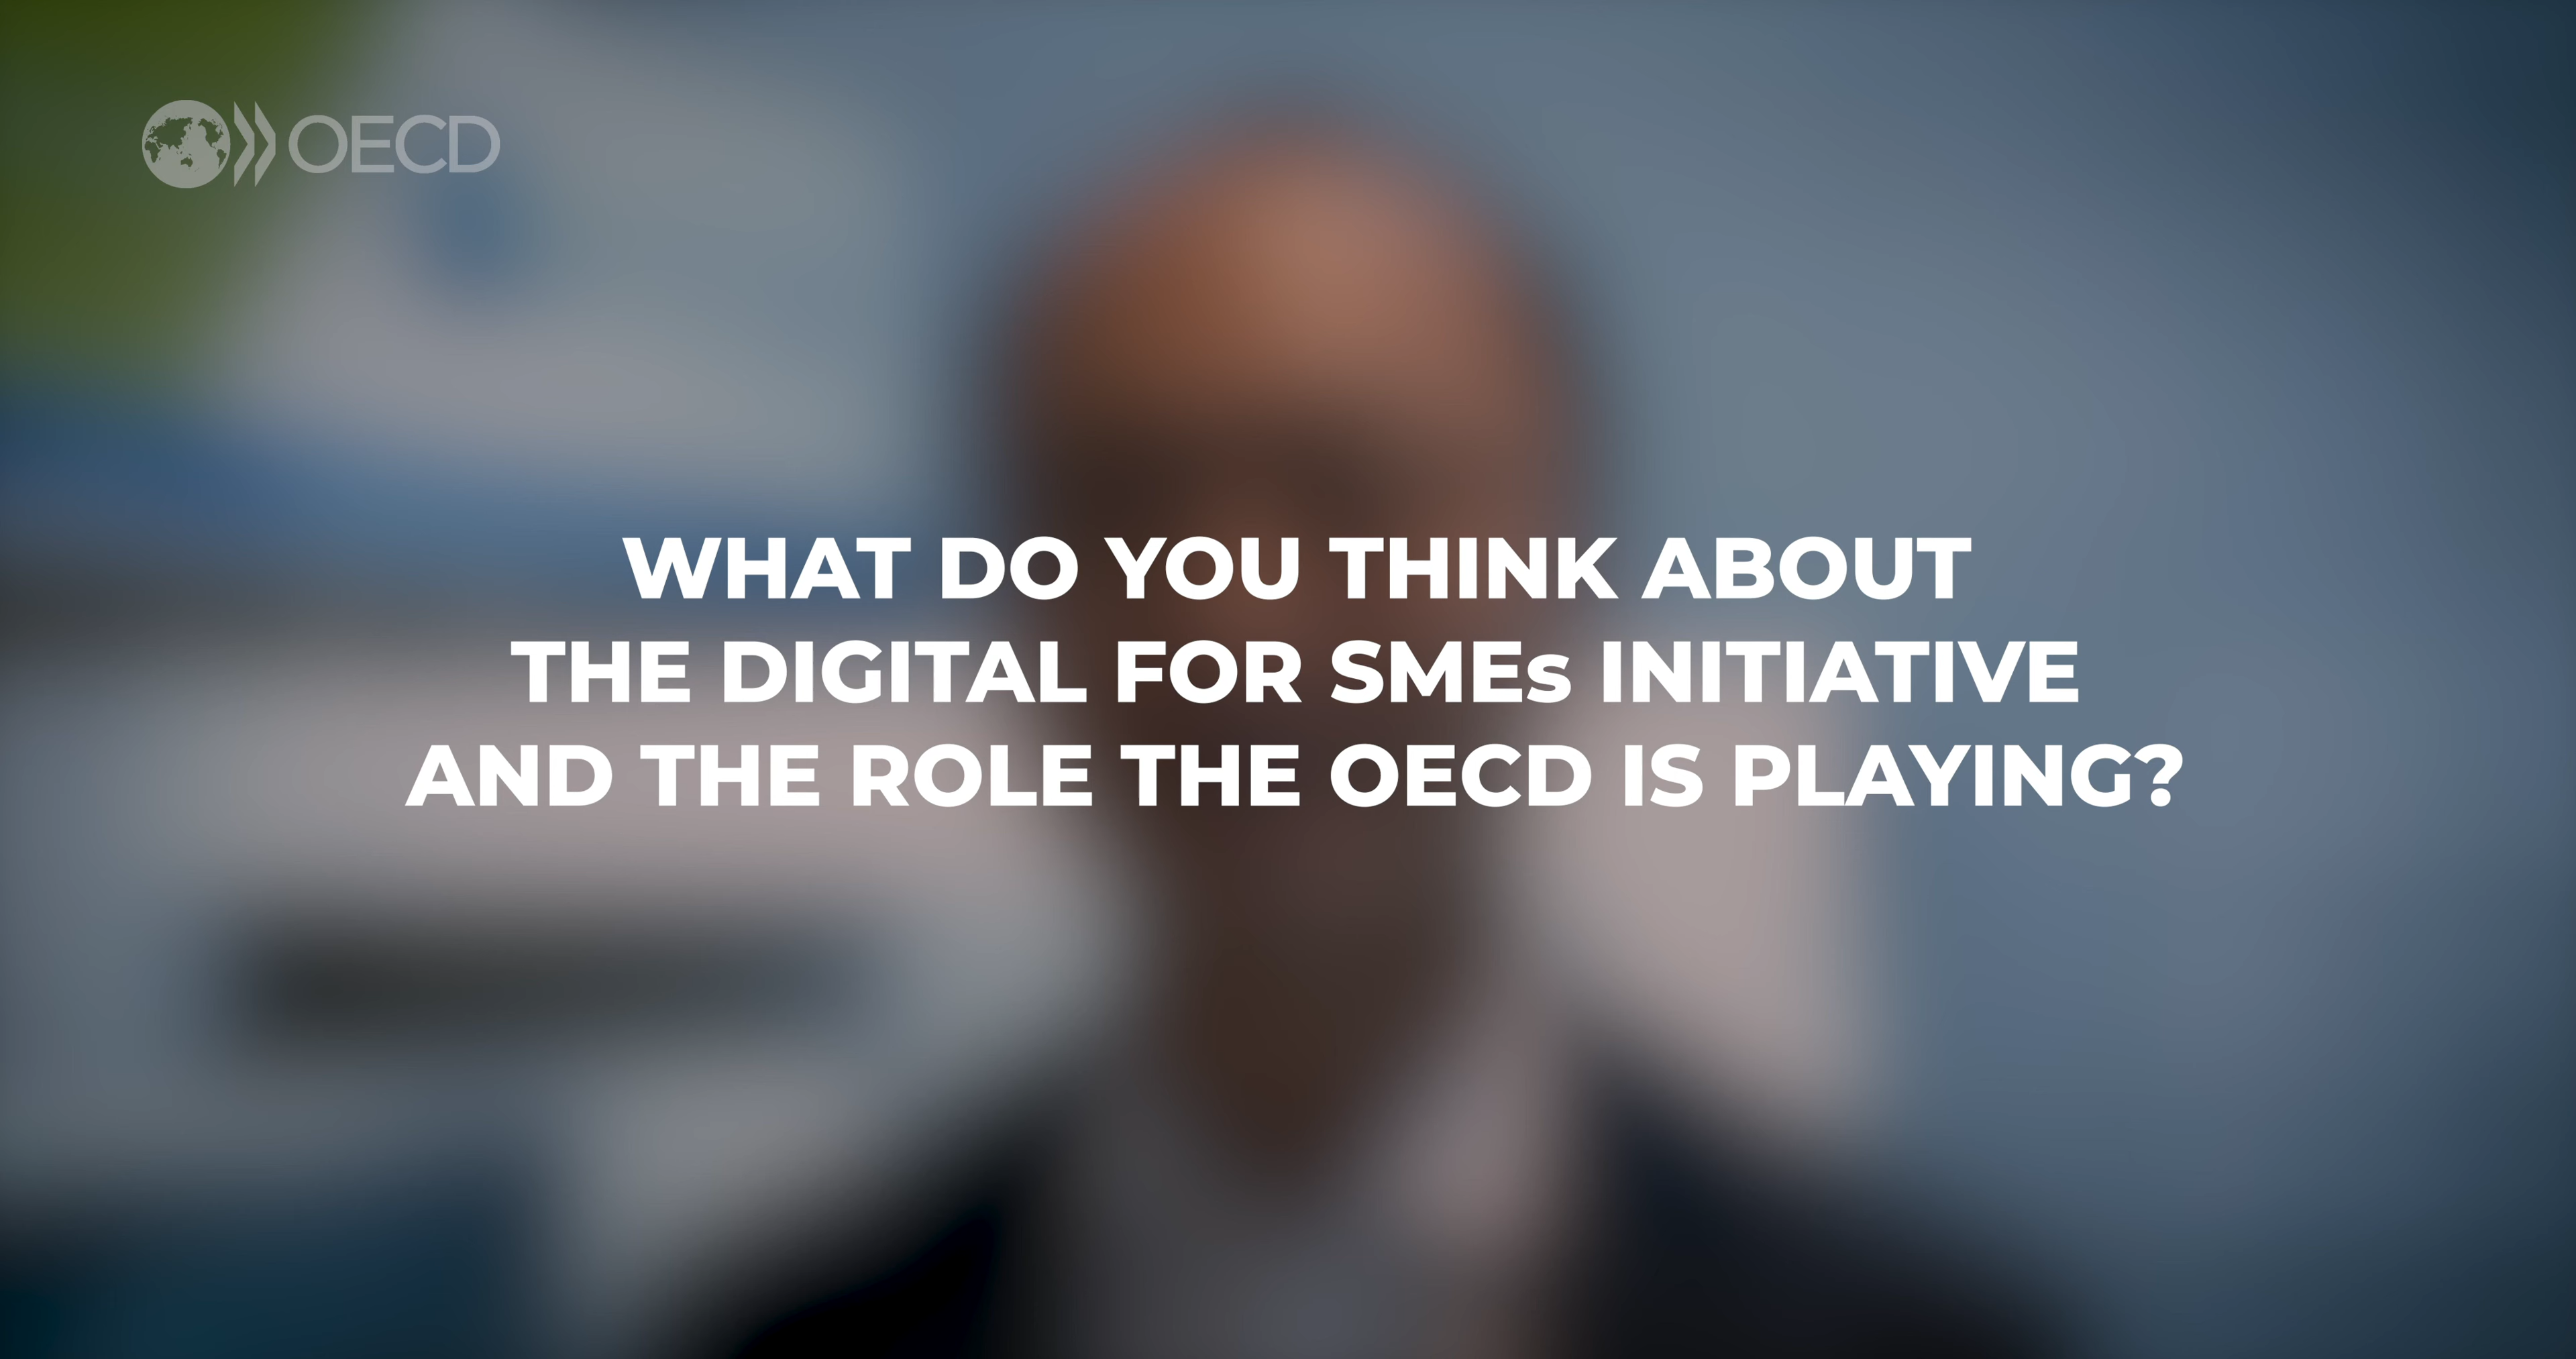 OECD
WHAT DO YOU THINK ABOUT
THE DIGITAL FOR SMEs INITIATIVE
AND THE ROLE THE OECD IS PLAYING?